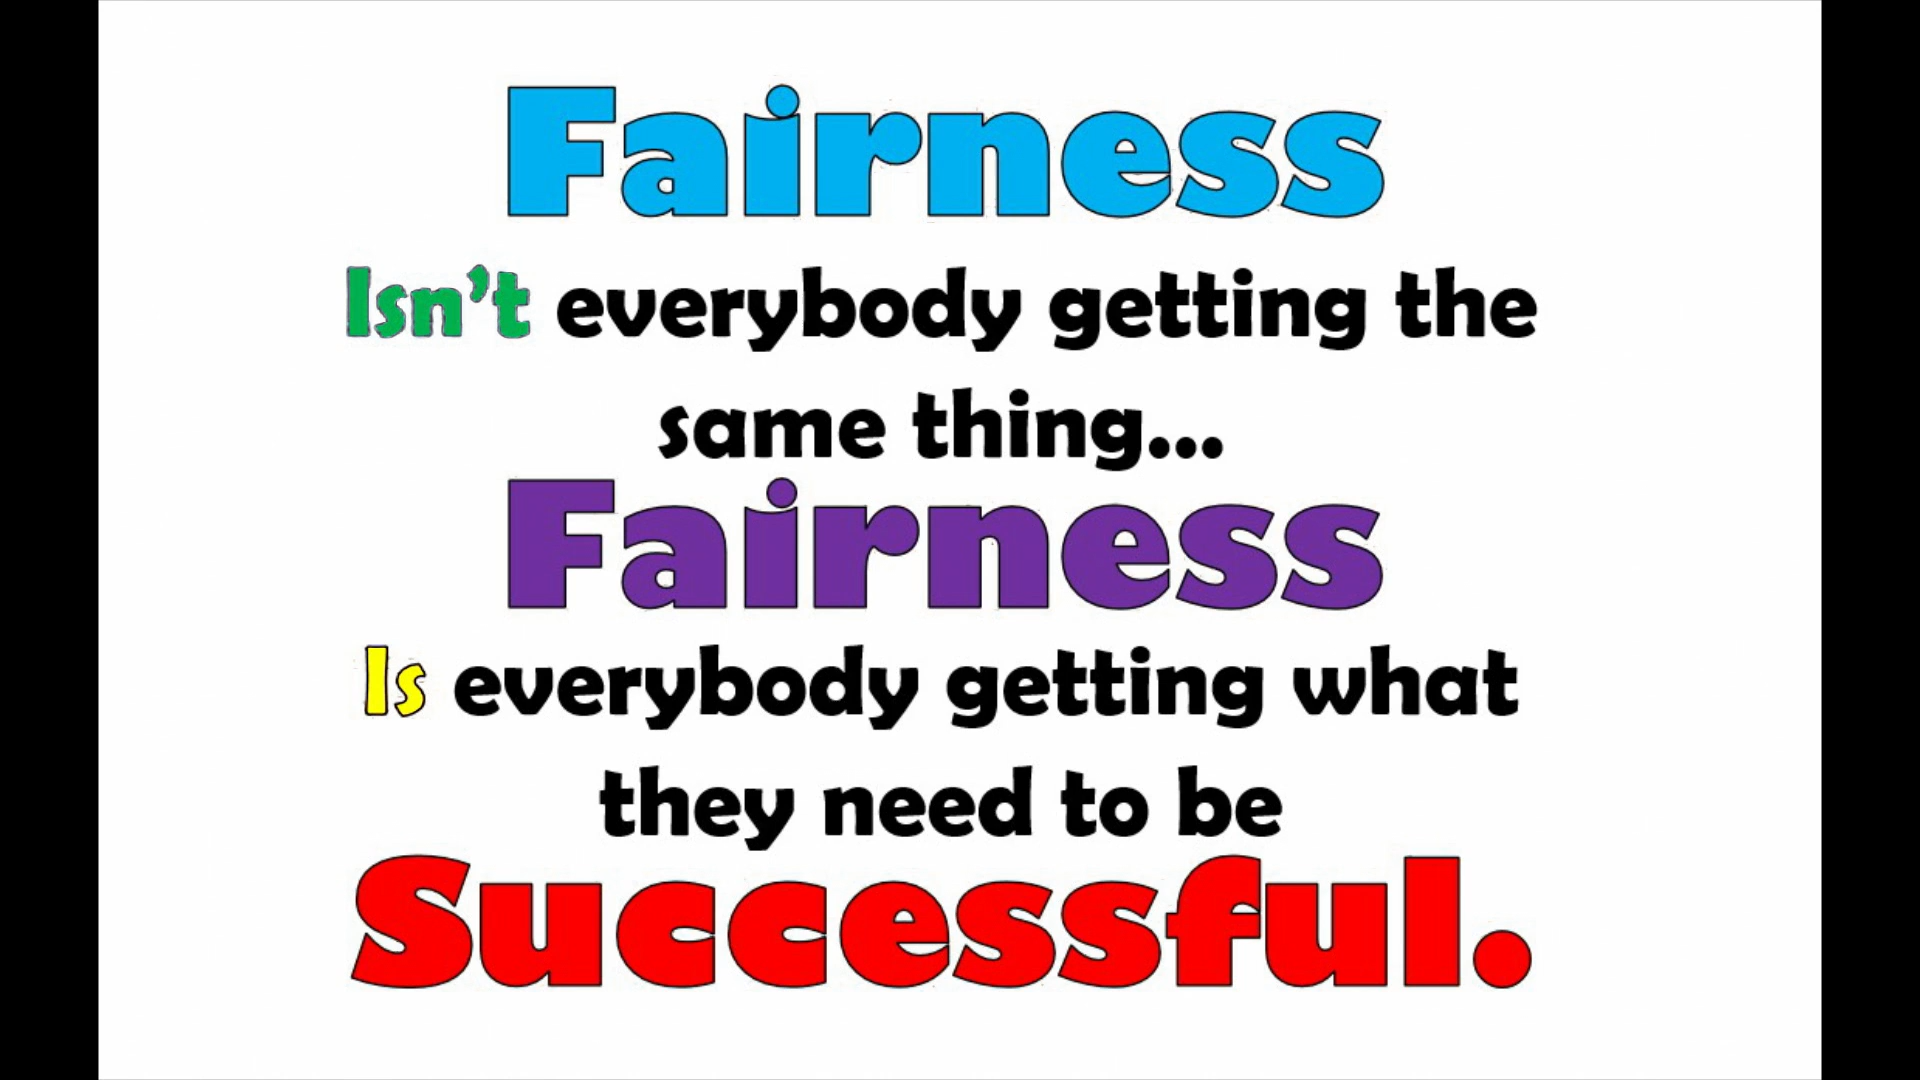 Fairness
Isn't everybody getting the
same thing...
Fairness
Is everybody getting what
they need to be
Successful.